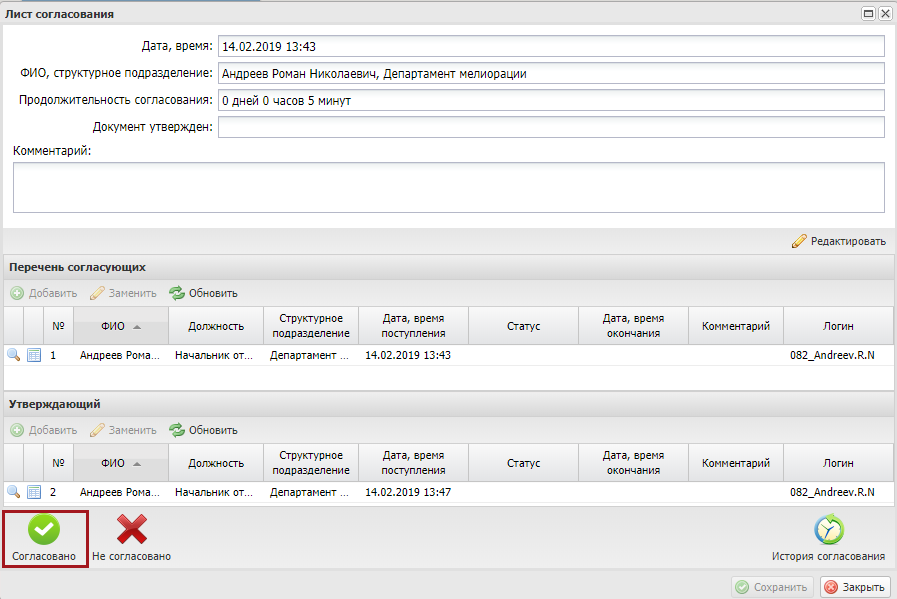 Лист согласования
Дата, время: 14.02.2019 13:43
ФИО, структурное подразделение: Андреев Роман Николаевич, Департамент мелиорации
Продолжительность согласования: 0 дней 0 часов 5 минут
Документ утвержден:
Комментарий:
Редактировать
Перечень согласующих
Добавить Заменить Обновить
№ ФИО Должность Структурное подразделение Дата, время поступления Статус Дата, время окончания Комментарий Логин
1 Андреев Рома... Начальник от... Департамент ... 14.02.2019 13:43 082_Andreev.R.N
Утверждающий
Добавить Заменить Обновить
№ ФИО Должность Структурное подразделение Дата, время поступления Статус Дата, время окончания Комментарий Логин
2 Андреев Рома... Начальник от... Департамент ... 14.02.2019 13:47 082_Andreev.R.N
Согласовано Не согласовано История согласования
Сохранить Закрыть